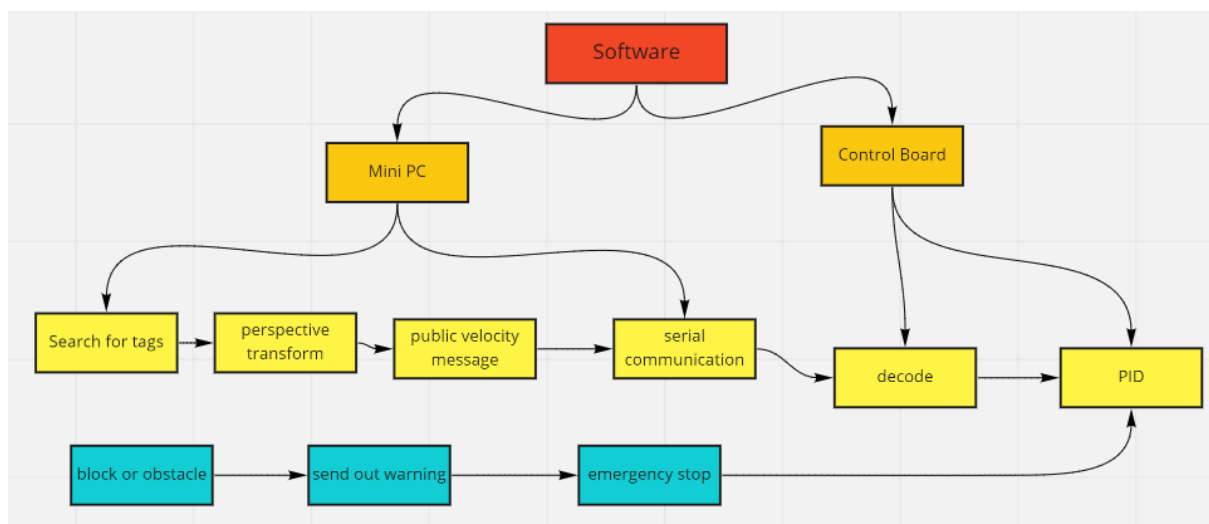 Software
Mini PC
Control Board
Search for tags
perspective
transform
public velocity
message
serial
communication
decode
PID
block or obstacle
send out warning
emergency stop